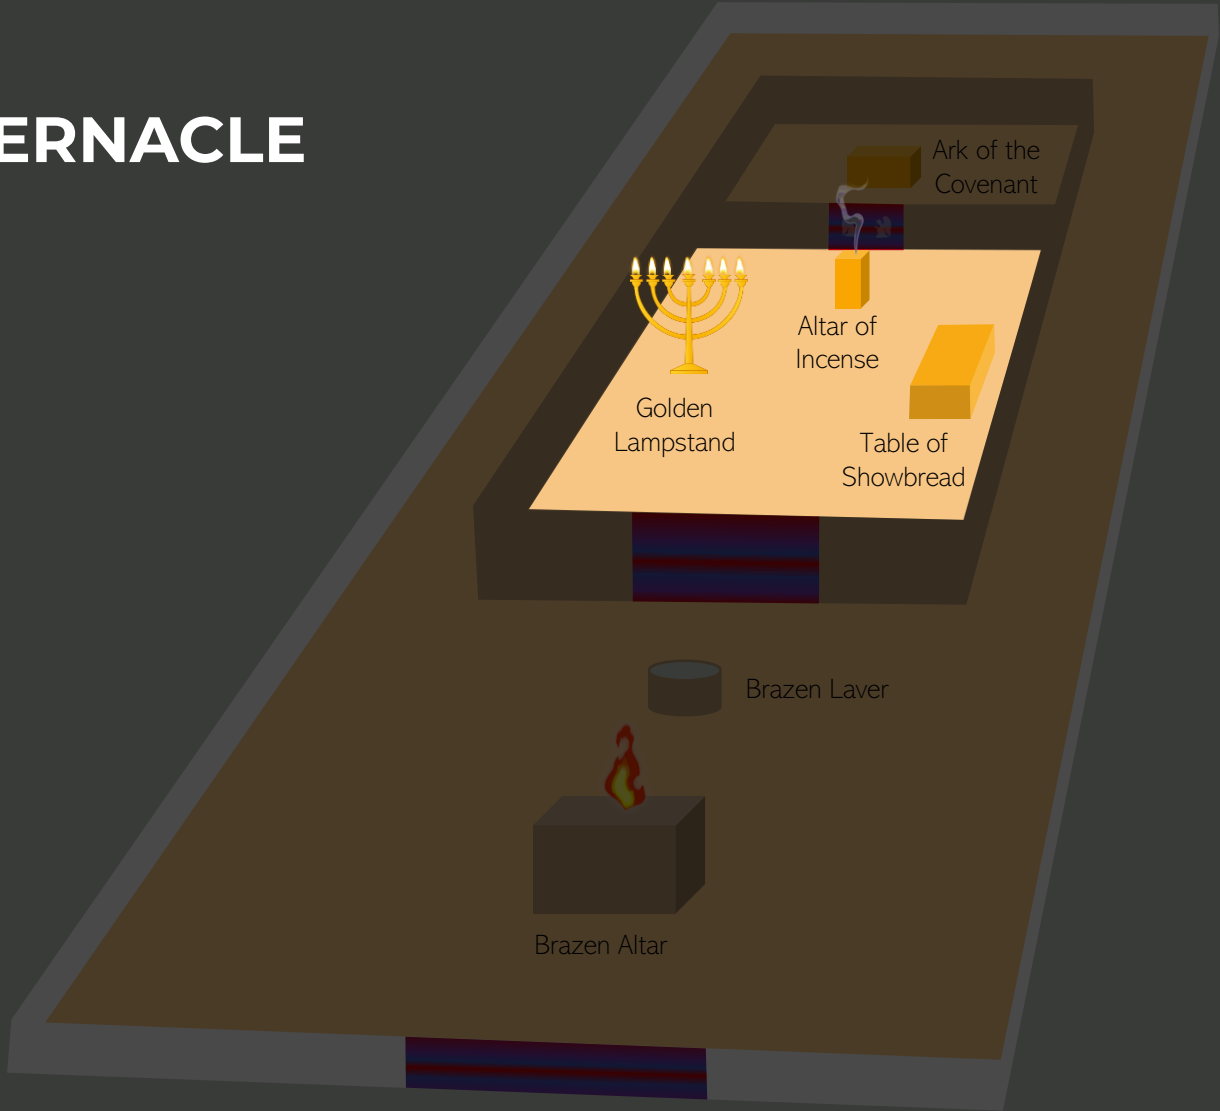 ERNACLE
Ark of the
Covenant
Altar of
Incense
Golden
Lampstand
Table of
Showbread
Brazen Laver
Brazen Altar